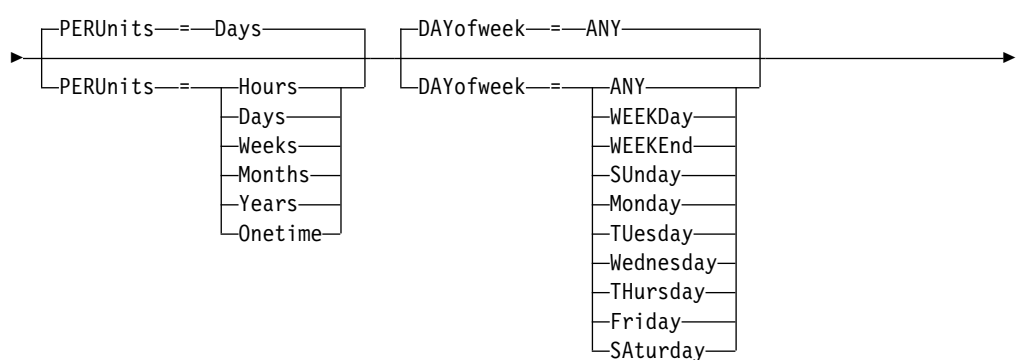 PERUnits = Days DAYofweek = ANY
PERUnits = Hours DAYofweek = ANY
Days WEEKDay
Weeks WEEKEnd
Months SUnday
Years Monday
Onetime TUesday
Wednesday
THursday
Friday
SAturday